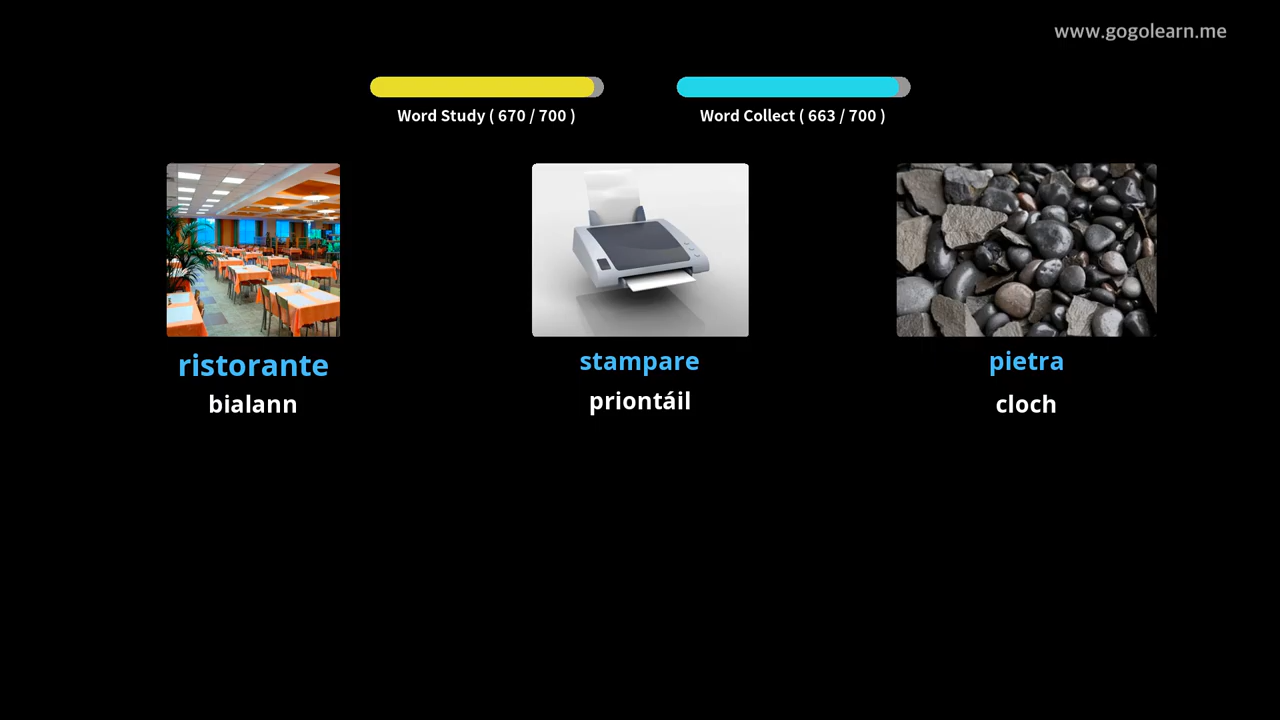 www.gogolearn.me
Word Study ( 670 / 700 )
Word Collect ( 663 / 700 )
ristorante
bialann
stampare
priontáil
pietra
cloch